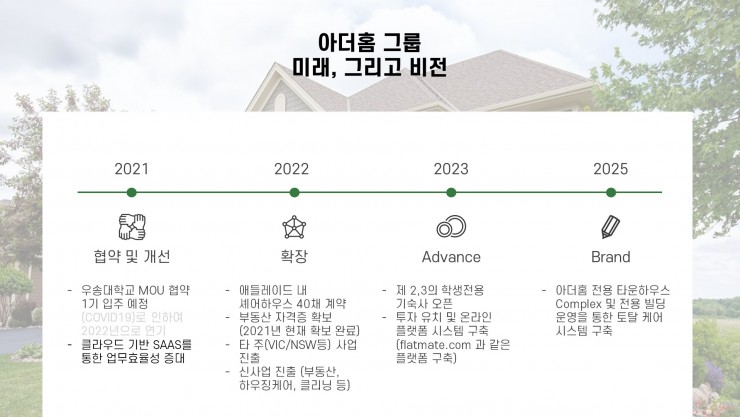 아더홈 그룹
미래, 그리고 비전
2021
2022
2023
2025
협약 및 개선
확장
Advance
Brand
- 우송대학교 MOU 협약
1기 입주 예정
(COVID19)로 인하여
2022년으로 연기
- 클라우드 기반 SAAS를
통한 업무효율성 증대
- 애들레이드 내
셰어하우스 40채 계약
- 부동산 자격증 확보
(2021년 현재 확보 완료)
- 타 주(VIC/NSW등) 사업
진출
- 신사업 진출 (부동산,
하우징케어, 클리닝 등)
- 제 2,3의 학생전용
기숙사 오픈
- 투자 유치 및 온라인
플랫폼 시스템 구축
(flatmate.com 과 같은
플랫폼 구축)
- 아더홈 전용 타운하우스
Complex 및 전용 빌딩
운영을 통한 토탈 케어
시스템 구축